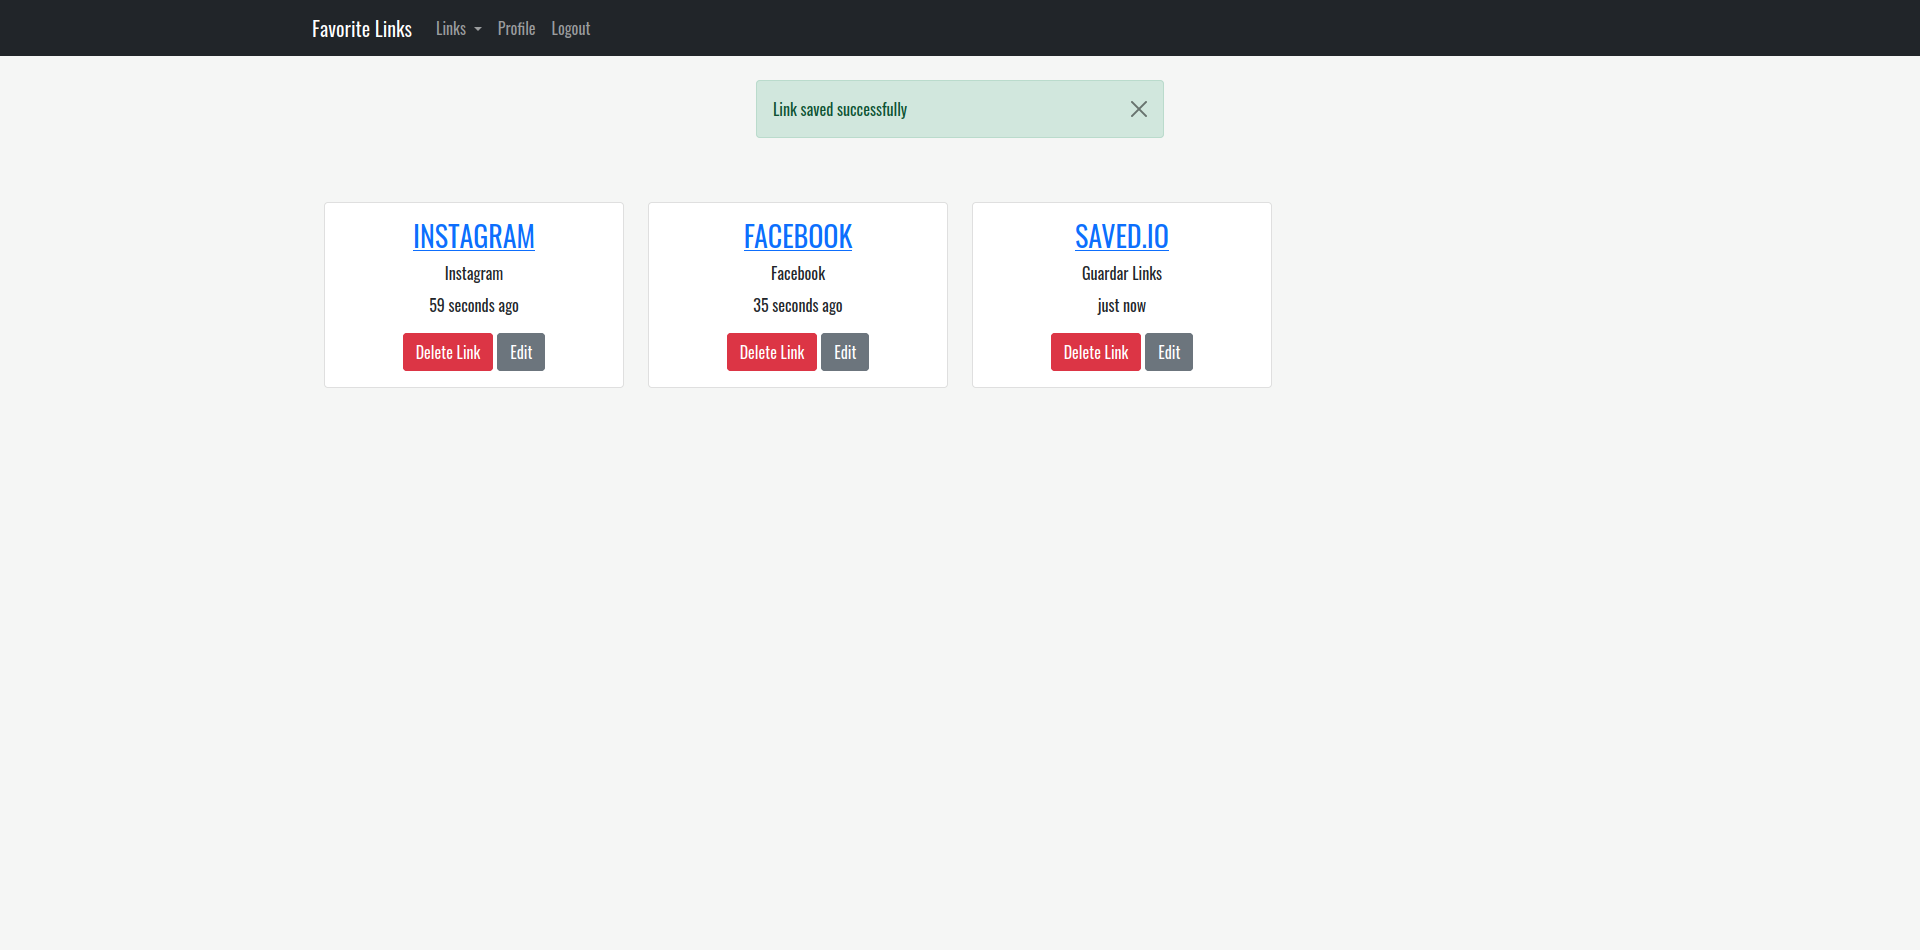 Favorite Links Links Profile Logout
Link saved successfully
INSTAGRAM
Instagram
59 seconds ago
Delete Link Edit
FACEBOOK
Facebook
35 seconds ago
Delete Link Edit
SAVED.IO
Guardar Links
just now
Delete Link Edit